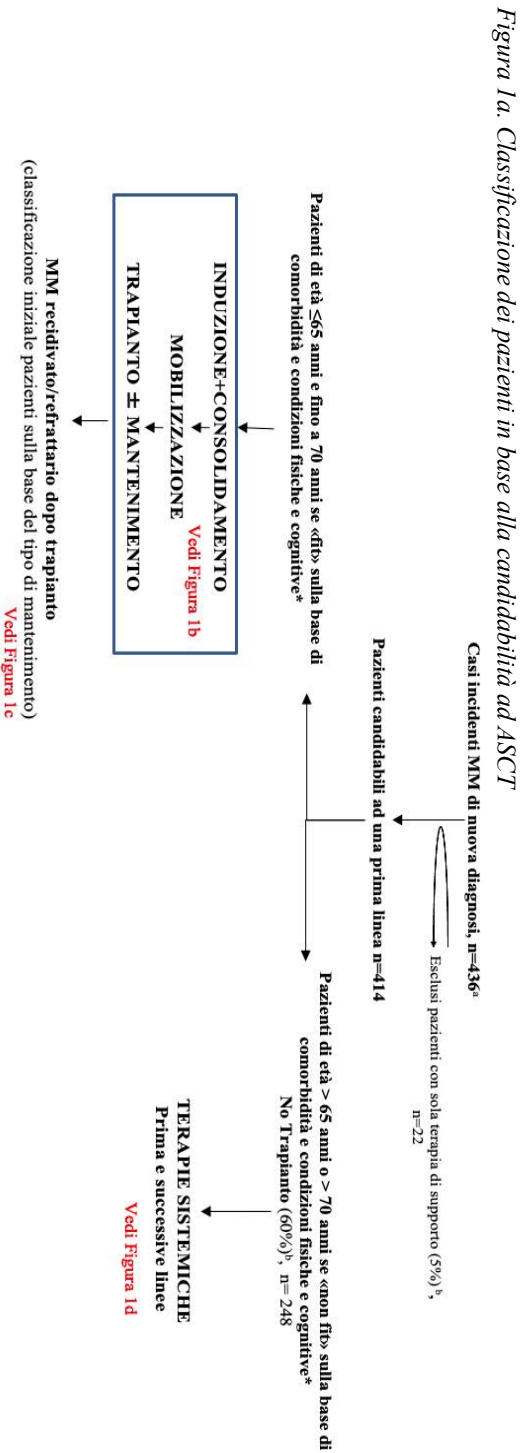 Figura 1a. Classificazione dei pazienti in base alla candidabilità ad ASCT
Casi incidenti MM di nuova diagnosi, n=436ᵃ
Esclusi pazienti con sola terapia di supporto (5%) ᵇ,
n=22
Pazienti candidabili ad una prima linea n=414
Pazienti di età ≤65 anni e fino a 70 anni se «fit» sulla base di
comorbidità e condizioni fisiche e cognitive*
INDUZIONE+CONSOLIDAMENTO
Vedi Figura 1b
MOBILIZZAZIONE
TRAPIANTO ± MANTENIMENTO
MM recidivato/refrattario dopo trapianto
(classificazione iniziale pazienti sulla base del tipo di mantenimento)
Vedi Figura 1c
Pazienti di età > 65 anni o > 70 anni se «non fit» sulla base di
comorbidità e condizioni fisiche e cognitive*
No Trapianto (60%)ᵇ, n= 248
TERAPIE SISTEMICHE
Prima e successive linee
Vedi Figura 1d